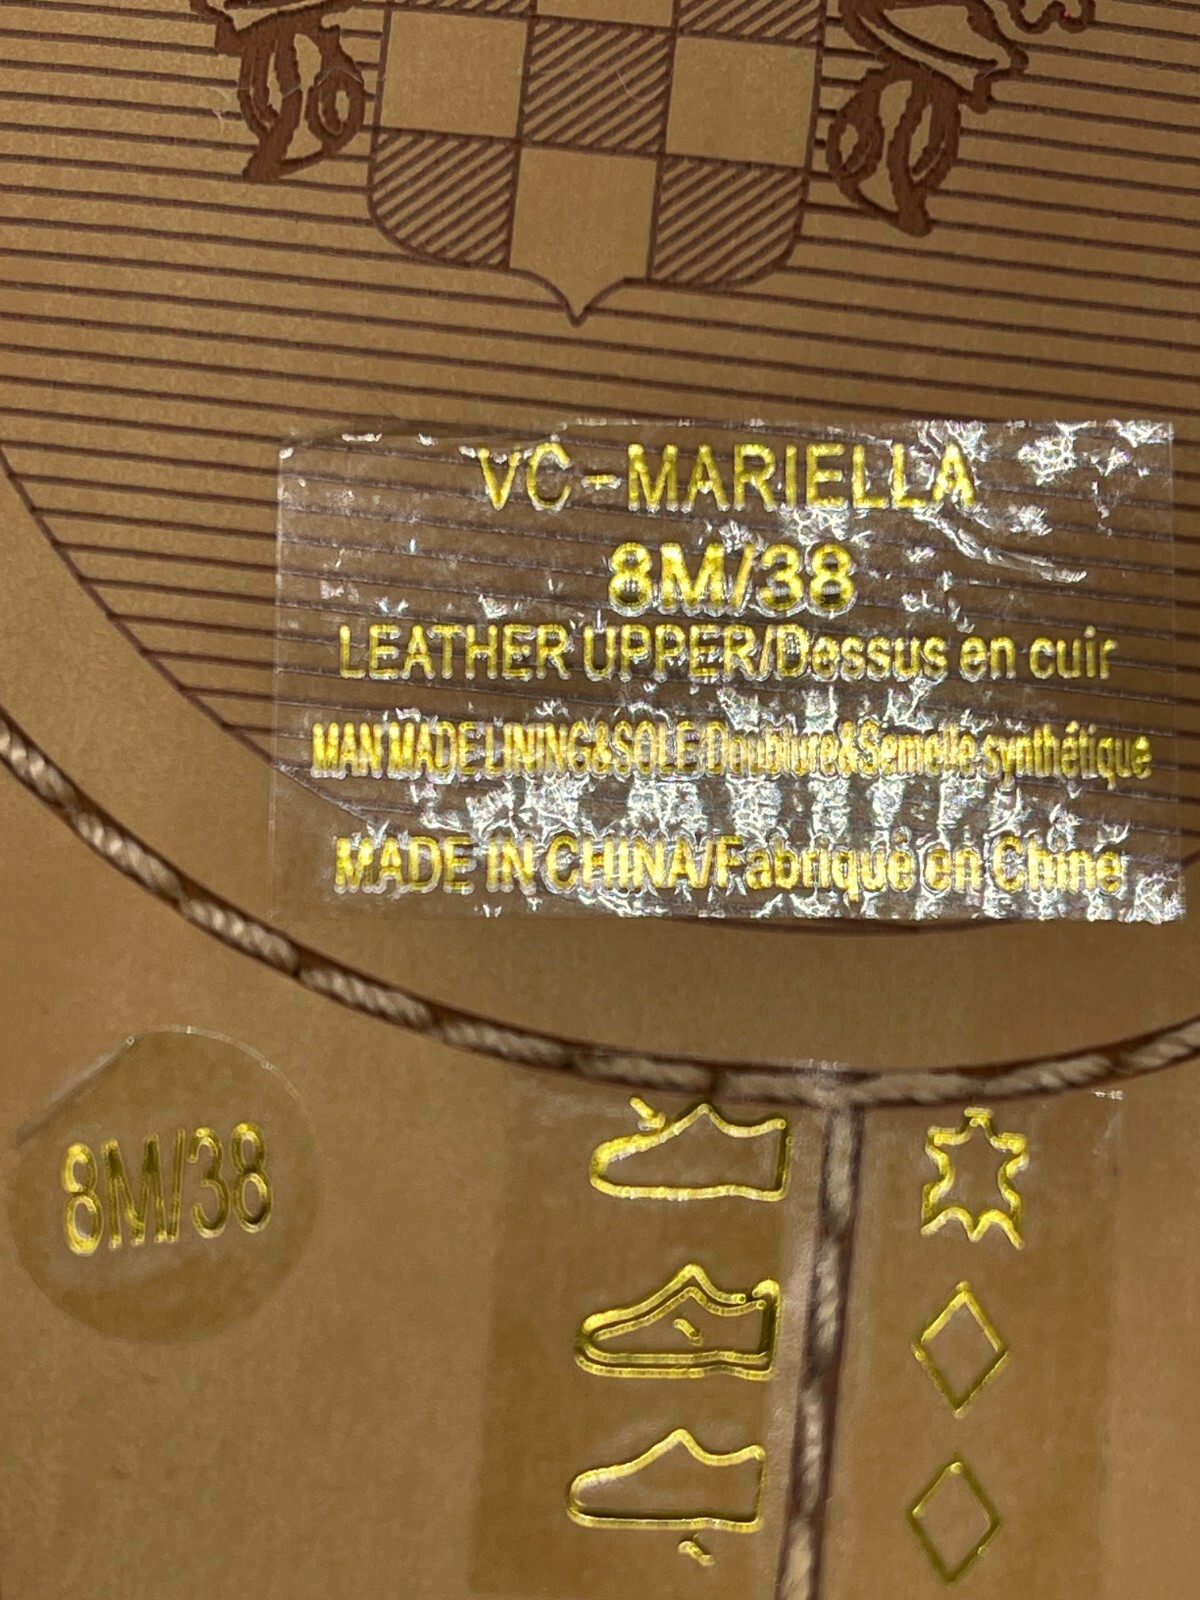 VC-MARIELLA
8M/38
LEATHER UPPER/Dessus en cuir
MAN MADE LINING&SOLE/Doublure&Semelle synthétique
MADE IN CHINA/Fabriqué en Chine
8M/38